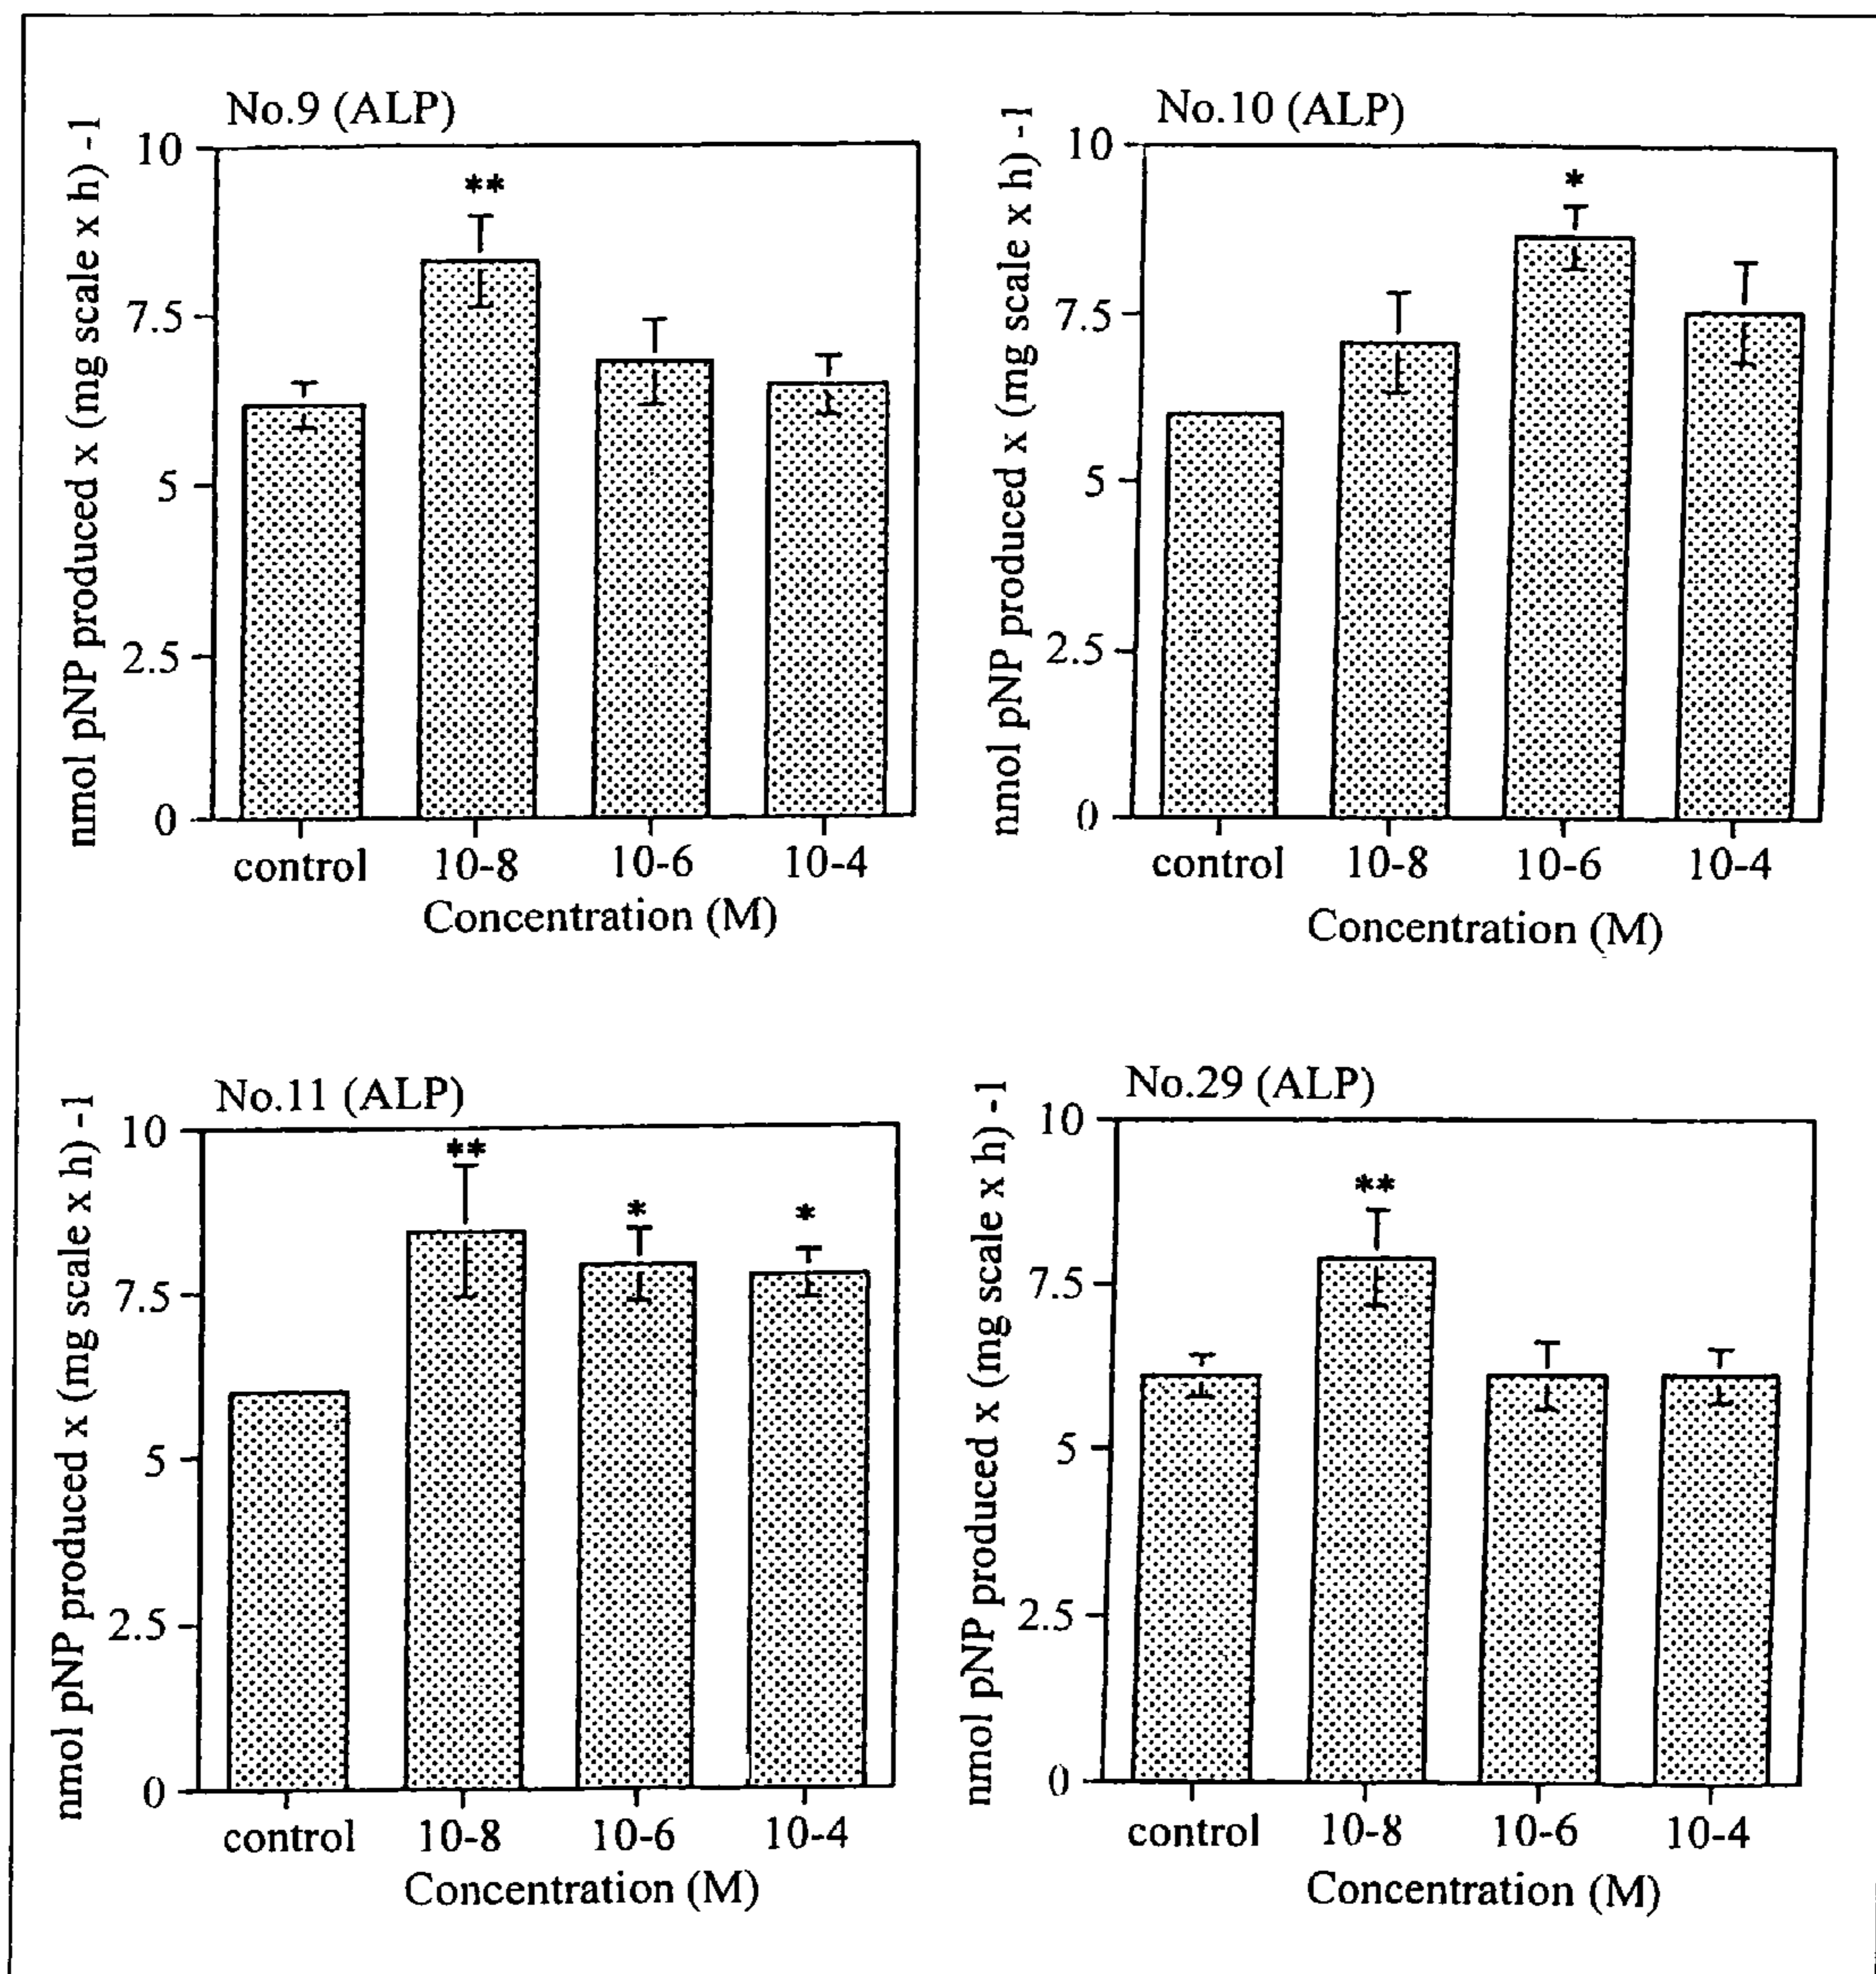 No.9 (ALP)
nmol pNP produced x (mg scale x h) -1
10
**
7.5
5
2.5
0
control 10-8 10-6 10-4
Concentration (M)
No.10 (ALP)
nmol pNP produced x (mg scale x h) -1
10
*
7.5
5
2.5
0
control 10-8 10-6 10-4
Concentration (M)
No.11 (ALP)
nmol pNP produced x (mg scale x h) -1
10
**
* *
7.5
5
2.5
0
control 10-8 10-6 10-4
Concentration (M)
No.29 (ALP)
nmol pNP produced x (mg scale x h) -1
10
**
7.5
5
2.5
0
control 10-8 10-6 10-4
Concentration (M)